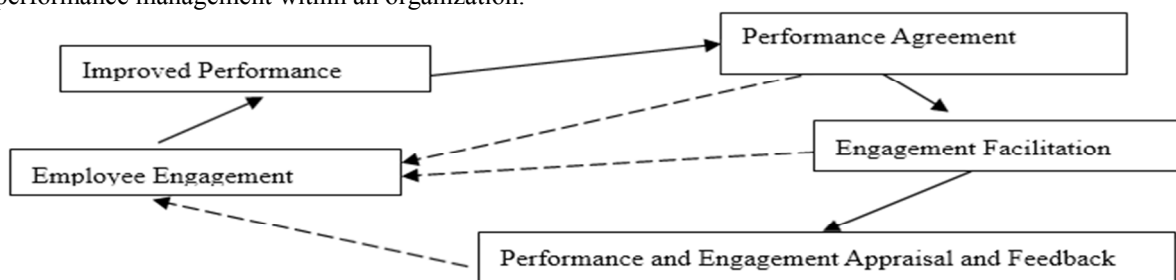 performance management within an organization.
Performance Agreement
Improved Performance
Engagement Facilitation
Employee Engagement
Performance and Engagement Appraisal and Feedback